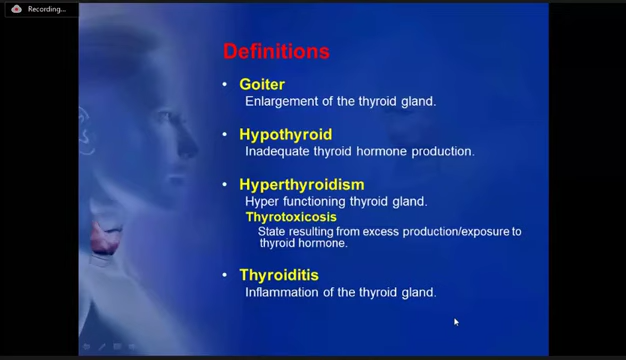 Recording...
Definitions
• Goiter
Enlargement of the thyroid gland.
• Hypothyroid
Inadequate thyroid hormone production.
• Hyperthyroidism
Hyper functioning thyroid gland.
Thyrotoxicosis
State resulting from excess production/exposure to
thyroid hormone.
• Thyroiditis
Inflammation of the thyroid gland.